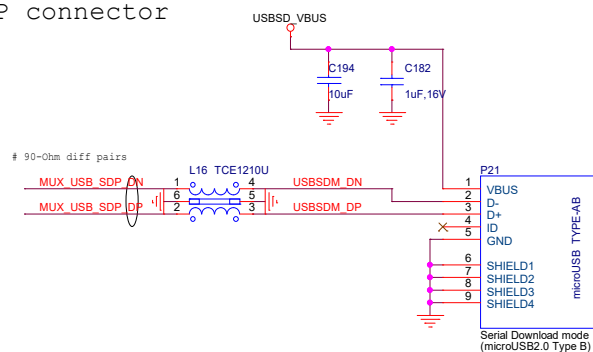 P connector
USBSD_VBUS
C194
10uF
C182
1uF,16V
# 90-Ohm diff pairs
L16 TCE1210U
MUX_USB_SDP_DN
1
4
USBSDM_DN
6
5
MUX_USB_SDP_DP
2
3
USBSDM_DP
P21
1
VBUS
2
D-
3
D+
4
ID
5
GND
6
SHIELD1
7
SHIELD2
8
SHIELD3
9
SHIELD4
microUSB TYPE-AB
Serial Download mode
(microUSB2.0 Type B)